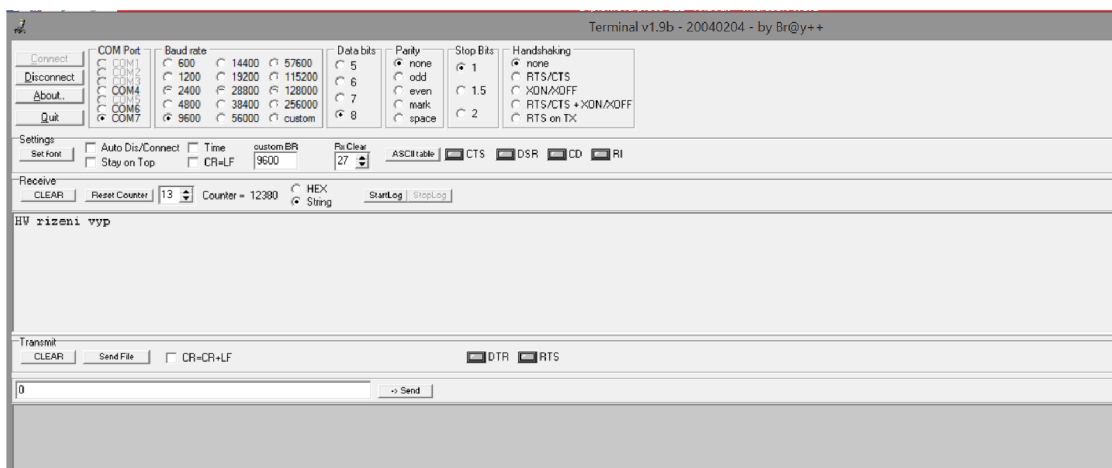 Terminal v1.9b - 20040204 - by Br@y++
Connect
Disconnect
About..
Quit
COM Port
COM1
COM2
COM3
COM4
COM5
COM6
COM7
Baud rate
600 14400 57600
1200 19200 115200
2400 28800 128000
4800 38400 256000
9600 56000 custom
Data bits
5
6
7
8
Parity
none
odd
even
mark
space
Stop Bits
1
1.5
2
Handshaking
none
RTS/CTS
XON/XOFF
RTS/CTS + XON/XOFF
RTS on TX
Settings
Set font
Auto Dis/Connect Time
Stay on Top CR=LF
custom BR
9600
Rx Clear
27
ASCII table CTS DSR CD RI
Receive
CLEAR Reset Counter 13 Counter = 12380
HEX
String
StartLog StopLog
HW rizeni vyp
Transmit
CLEAR Send File CR=CR+LF DTR RTS
0 -> Send